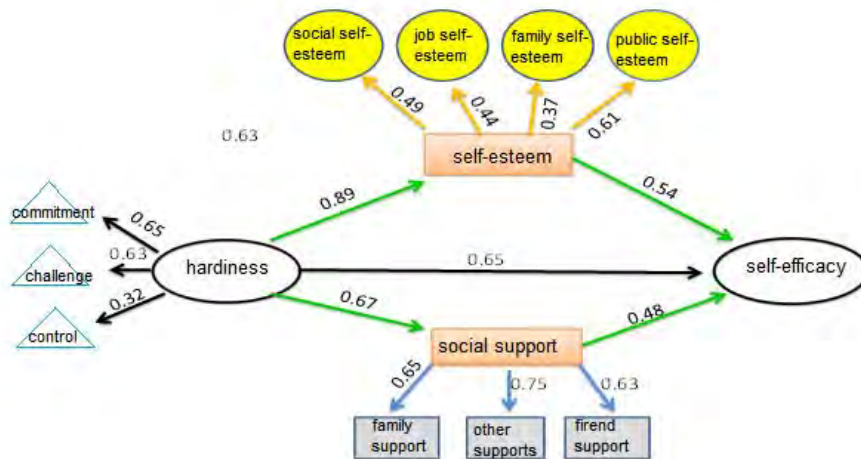 social self-
esteem
job self-
esteem
family self-
esteem
public self-
esteem
0.49
0.44
0.37
0.61
0.63
self-esteem
0.89
0.54
commitment
0.65
0.63
challenge
hardiness
0.65
self-efficacy
0.32
control
0.67
0.48
social support
0.65
0.75
0.63
family
support
other
supports
firend
support